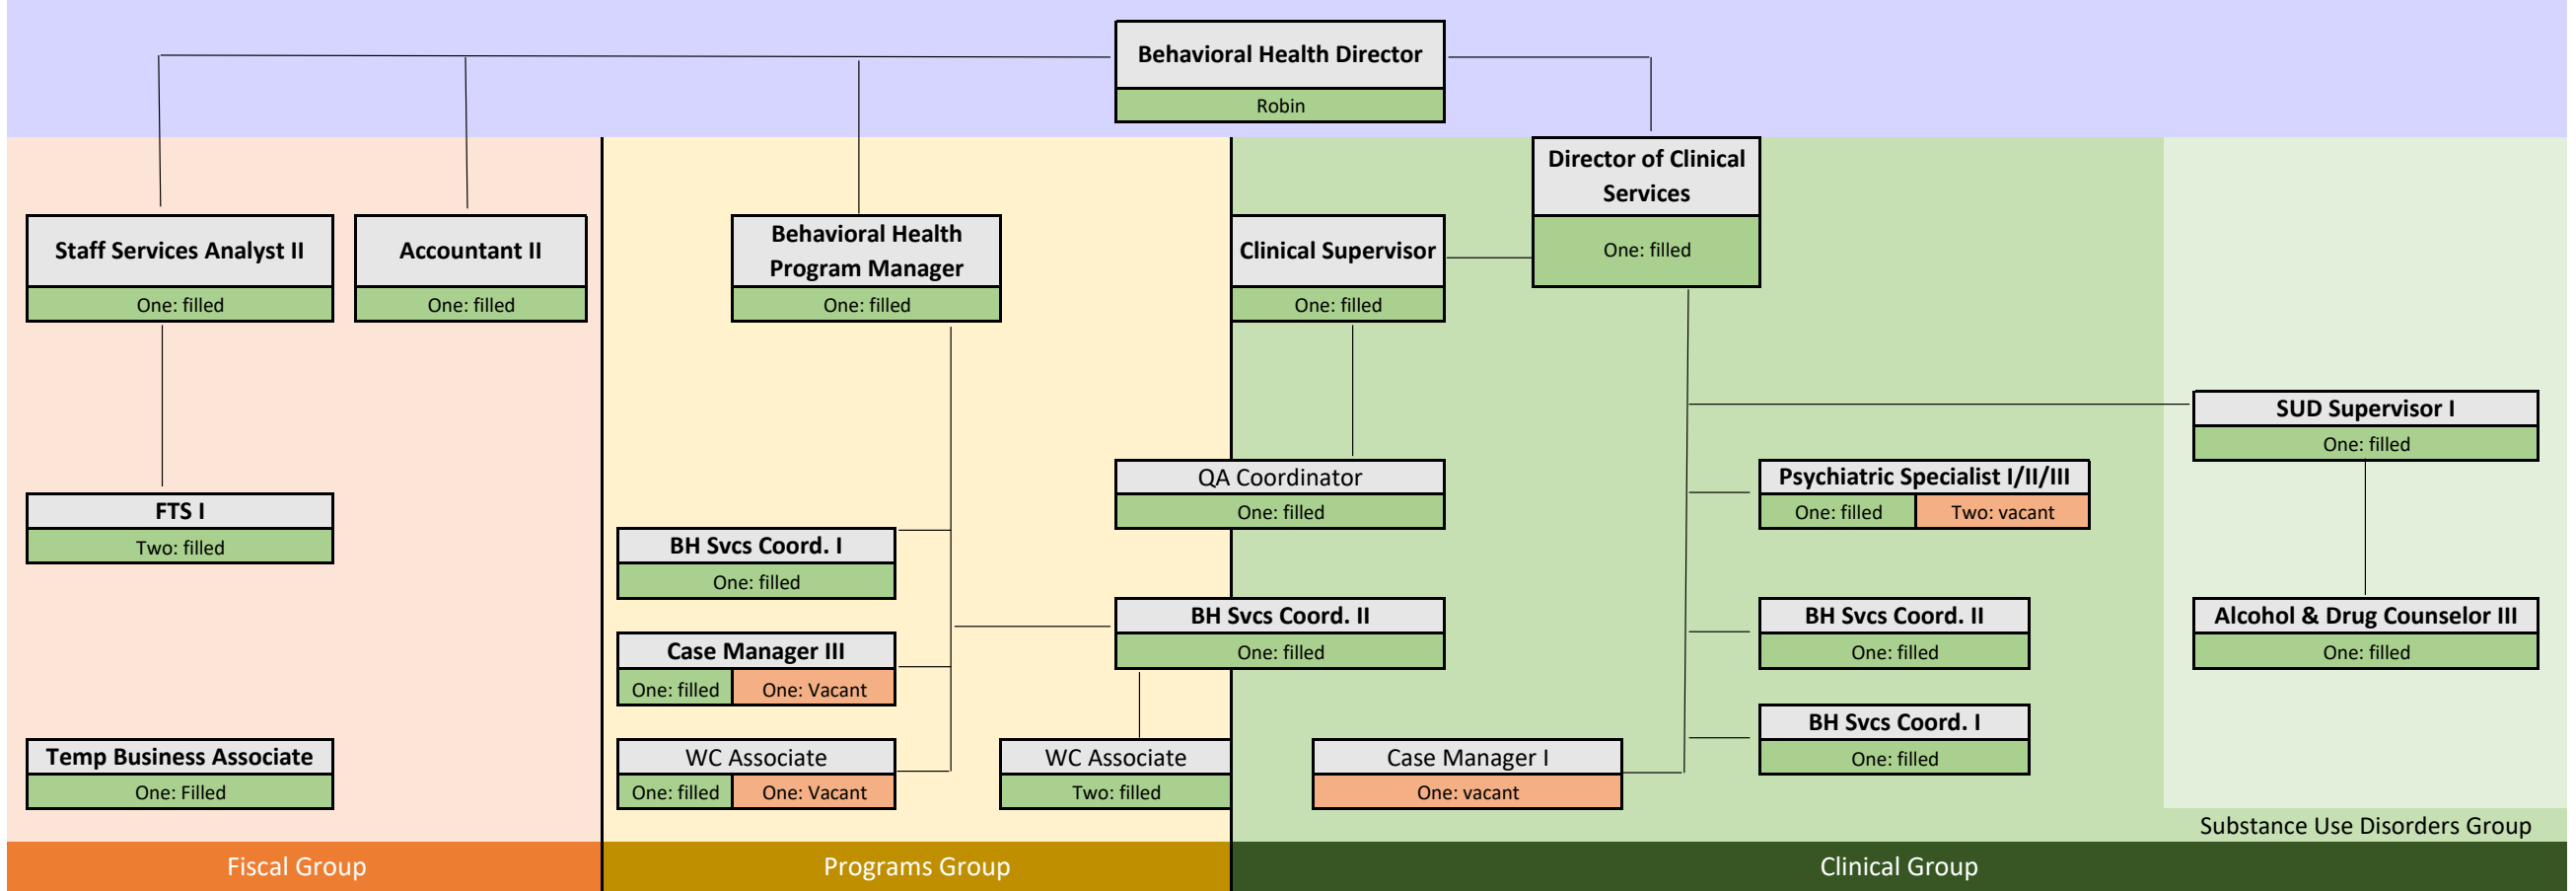 Behavioral Health Director
Robin
Director of Clinical
Services
One: filled
Staff Services Analyst II
One: filled
Accountant II
One: filled
Behavioral Health
Program Manager
One: filled
Clinical Supervisor
One: filled
SUD Supervisor I
One: filled
QA Coordinator
One: filled
Psychiatric Specialist I/II/III
One: filled
Two: vacant
FTS I
Two: filled
BH Svcs Coord. I
One: filled
BH Svcs Coord. II
One: filled
BH Svcs Coord. II
One: filled
Alcohol & Drug Counselor III
One: filled
Case Manager III
One: filled
One: Vacant
BH Svcs Coord. I
One: filled
Temp Business Associate
One: Filled
WC Associate
One: filled
One: Vacant
WC Associate
Two: filled
Case Manager I
One: vacant
Substance Use Disorders Group
Fiscal Group
Programs Group
Clinical Group